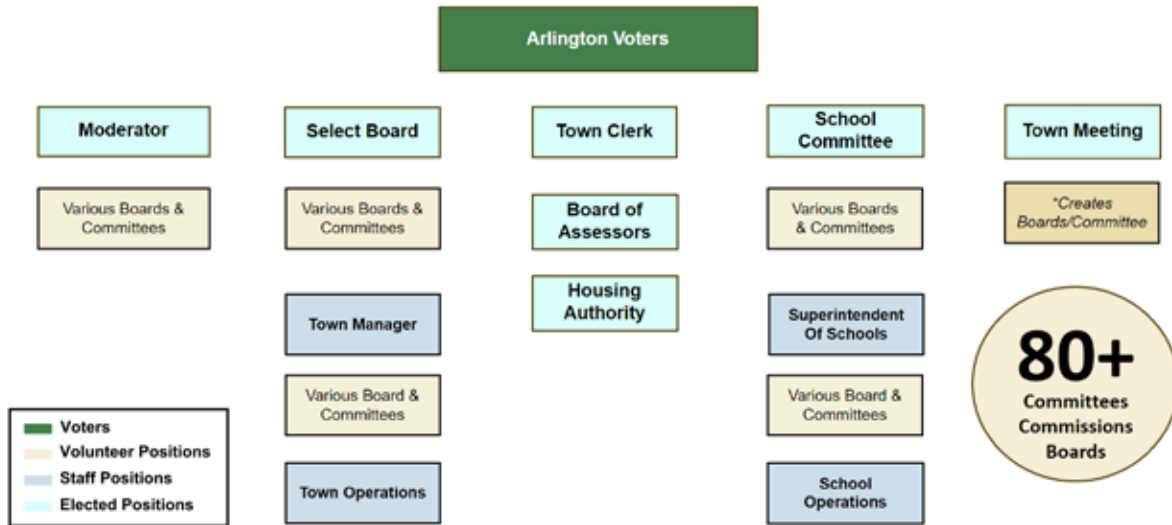 Arlington Voters
Moderator
Select Board
Town Clerk
School
Committee
Town Meeting
Various Boards &
Committees
Various Boards &
Committees
Board of
Assessors
Various Boards
& Committees
*Creates
Boards/Committee
Housing
Authority
Town Manager
Superintendent
Of Schools
80+
Committees
Commissions
Boards
Various Board &
Committees
Various Board &
Committees
Town Operations
School
Operations
Voters
Volunteer Positions
Staff Positions
Elected Positions